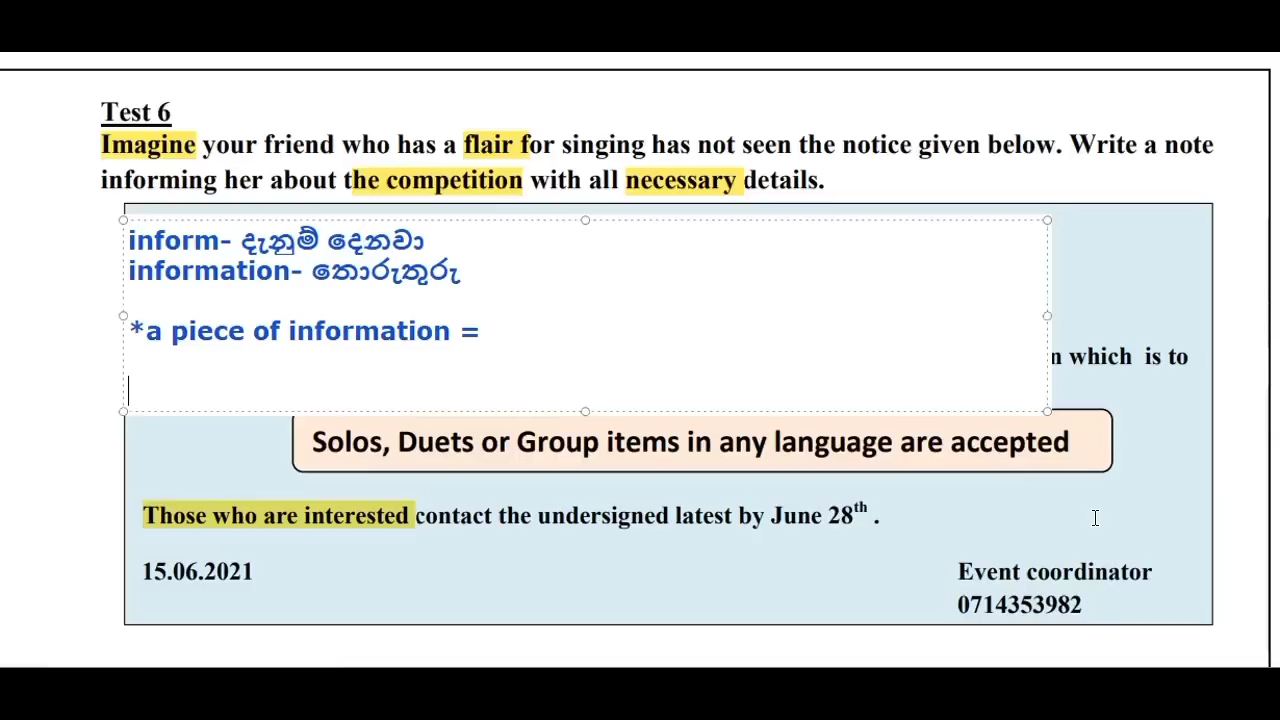 Test 6
Imagine your friend who has a flair for singing has not seen the notice given below. Write a note
informing her about the competition with all necessary details.
inform- දැනුම් දෙනවා
information- තොරුතුරු
*a piece of information =
which is to
Solos, Duets or Group items in any language are accepted
Those who are interested contact the undersigned latest by June 28th .
15.06.2021
Event coordinator
0714353982